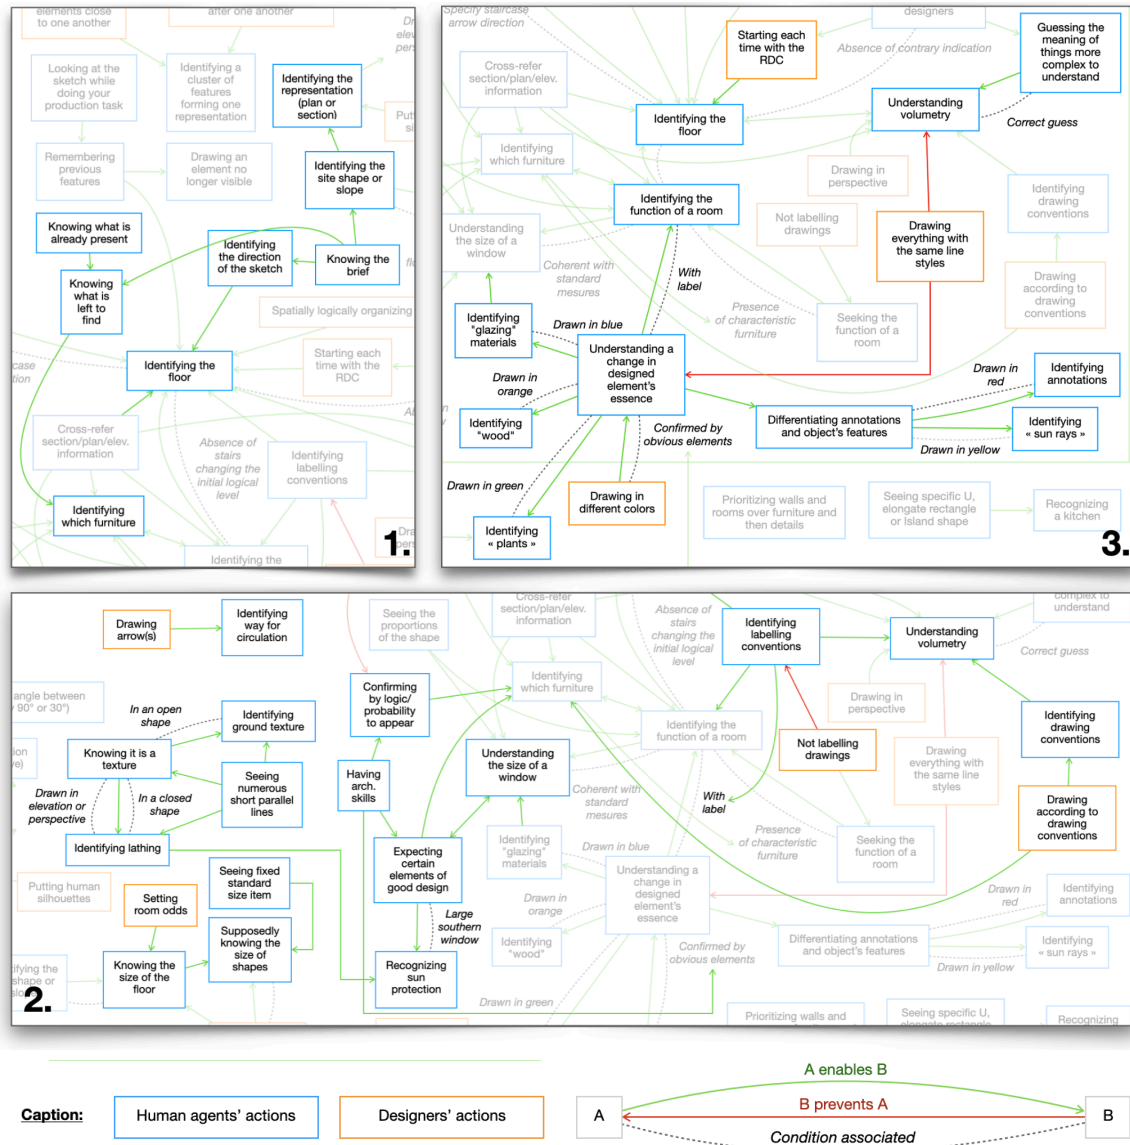 elements close
to one another
after one another
Looking at the
sketch while
doing your
production task
Identifying a
cluster of
features
forming one
representation
Identifying the
representation
(plan or
section)
Remembering
previous
features
Drawing an
element no
longer visible
Identifying the
site shape or
slope
Knowing what is
already present
Identifying
the direction
of the sketch
Knowing the
brief
Knowing
what is
left to
find
Spatially logically organizing
Identifying the
floor
Starting each
time with the
RDC
Cross-refer
section/plan/elev.
information
Absence of
stairs
changing the
initial logical
level
Identifying
labelling
conventions
Identifying
which furniture
Identifying the
1.
Specify staircase
arrow direction
designers
Starting each
time with the
RDC
Absence of contrary indication
Guessing the
meaning of
things more
complex to
understand
Cross-refer
section/plan/elev.
information
Identifying the
floor
Understanding
volumetry
Correct guess
Identifying
which furniture
Drawing in
perspective
Identifying
drawing
conventions
Identifying the
function of a room
Understanding
the size of a
window
Not labelling
drawings
Drawing
everything with
the same line
styles
Coherent with
standard
mesures
With
label
Drawing
according to
drawing
conventions
Identifying
"glazing"
materials
Drawn in blue
Presence of
characteristic
furniture
Seeking the
function of a
room
Understanding
a change in
designed
element's
essence
Drawn in
orange
Drawn in
red
Identifying
annotations
Identifying
"wood"
Confirmed by
obvious elements
Differentiating annotations
and object's features
Identifying
« sun rays »
Drawn in yellow
Drawn in green
Drawing in
different colors
Prioritizing walls and
rooms over furniture and
then details
Seeing specific U,
elongate rectangle
or Island shape
Recognizing
a kitchen
Identifying
« plants »
3.
Drawing
arrow(s)
Identifying
way for
circulation
Seeing the
proportions
of the shape
Cross-refer
section/plan/elev.
information
Absence of
stairs
changing the
initial logical
level
Identifying
labelling
conventions
Understanding
volumetry
complex to
understand
Correct guess
angle between
90° or 30°)
In an open
shape
Identifying
ground texture
Confirming
by logic/
probability
to appear
Identifying
which furniture
Drawing in
perspective
Identifying the
function of a room
Identifying
drawing
conventions
Knowing it is a
texture
Understanding
the size of a
window
Not labelling
drawings
Drawing
everything with
the same line
styles
Drawn in
elevation or
perspective
In a closed
shape
Seeing
numerous
short parallel
lines
Having
arch.
skills
Coherent with
standard
mesures
With
label
Drawing
according to
drawing
conventions
Identifying lathing
Expecting
certain
elements of
good design
Identifying
"glazing"
materials
Drawn in blue
Presence of
characteristic
furniture
Seeking the
function of a
room
Putting human
silhouettes
Setting
room odds
Seeing fixed
standard
size item
Understanding a
change in
designed
element's
essence
Drawn in
orange
Drawn in
red
Identifying
annotations
Large
southern
window
Supposedly
knowing the
size of
shapes
Identifying
"wood"
Confirmed by
obvious elements
Differentiating annotations
and object's features
Identifying
« sun rays »
Drawn in yellow
Knowing the
size of the
floor
Recognizing
sun
protection
Drawn in green
Prioritizing walls and
Seeing specific U,
elongate rectangle
Recognizing
2.
Caption:
Human agents' actions
Designers' actions
A
A enables B
B prevents A
Condition associated
B